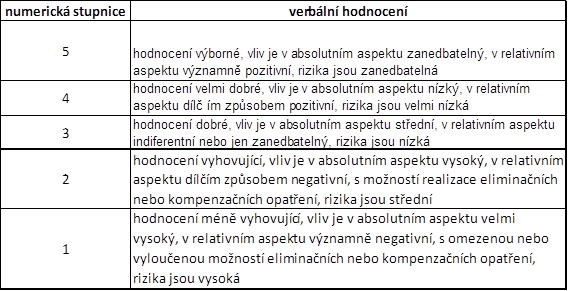 numerická stupnice verbální hodnocení
5 hodnocení výborné, vliv je v absolutním aspektu zanedbatelný, v relativním
aspektu významně pozitivní, rizika jsou zanedbatelná
4 hodnocení velmi dobré, vliv je v absolutním aspektu nízký, v relativním
aspektu dílč ím způsobem pozitivní, rizika jsou velmi nízká
3 hodnocení dobré, vliv je v absolutním aspektu střední, v relativním aspektu
indiferentní nebo jen zanedbatelný, rizika jsou nízká
2 hodnocení vyhovující, vliv je v absolutním aspektu vysoký, v relativním
aspektu dílčím způsobem negativní, s možností realizace eliminačních
nebo kompenzačních opatření, rizika jsou střední
1 hodnocení méně vyhovující, vliv je v absolutním aspektu velmi
vysoký, v relativním aspektu významně negativní, s omezenou nebo
vyloučenou možností eliminačních nebo kompenzačních opatření,
rizika jsou vysoká